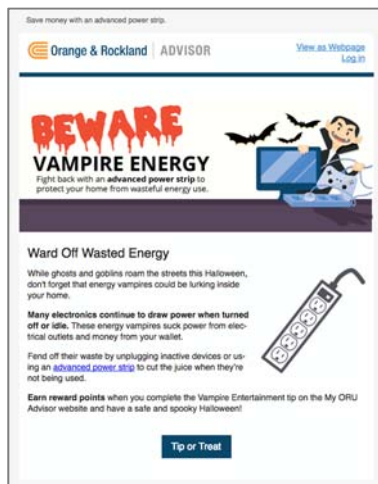 Save money with an advanced power strip.
Orange & Rockland | ADVISOR
View as Webpage
Log in
BEWARE
VAMPIRE ENERGY
Fight back with an advanced power strip to
protect your home from wasteful energy use.
Ward Off Wasted Energy
While ghosts and goblins roam the streets this Halloween,
don't forget that energy vampires could be lurking inside
your home.
Many electronics continue to draw power when turned
off or idle. These energy vampires suck power from elec-
trical outlets and money from your wallet.
Fend off their waste by unplugging inactive devices or us-
ing an advanced power strip to cut the juice when they're
not being used.
Earn reward points when you complete the Vampire Entertainment tip on the My ORU
Advisor website and have a safe and spooky Halloween!
Tip or Treat